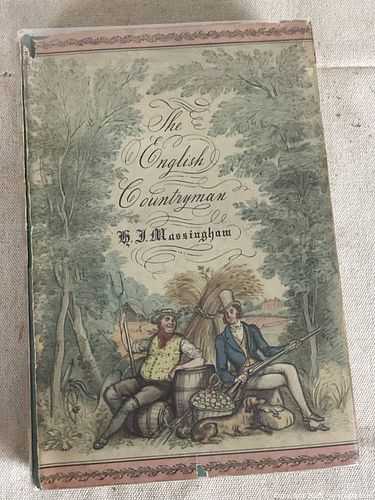 The
English
Countryman
H. J. Massingham